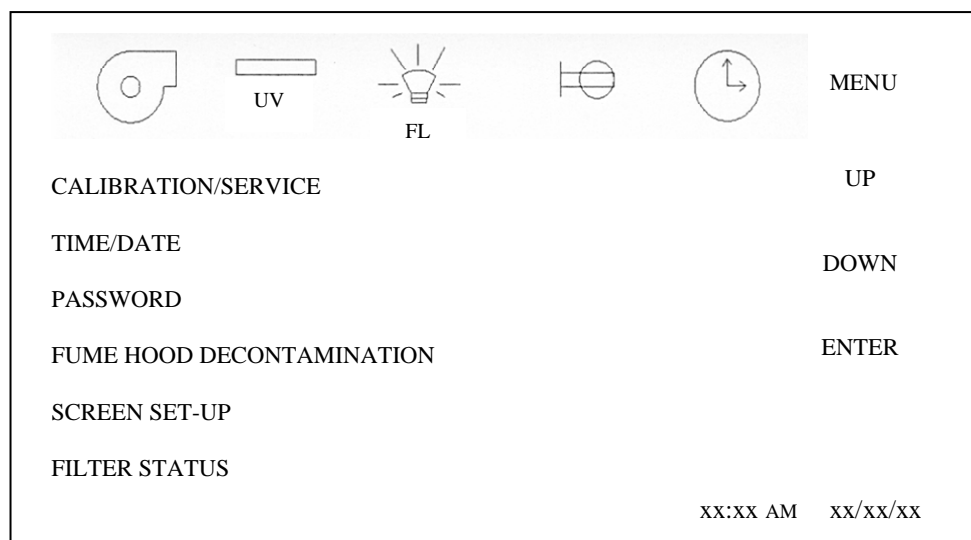 MENU
UV
FL
CALIBRATION/SERVICE
UP
TIME/DATE
DOWN
PASSWORD
FUME HOOD DECONTAMINATION
ENTER
SCREEN SET-UP
FILTER STATUS
xx:xx AM xx/xx/xx